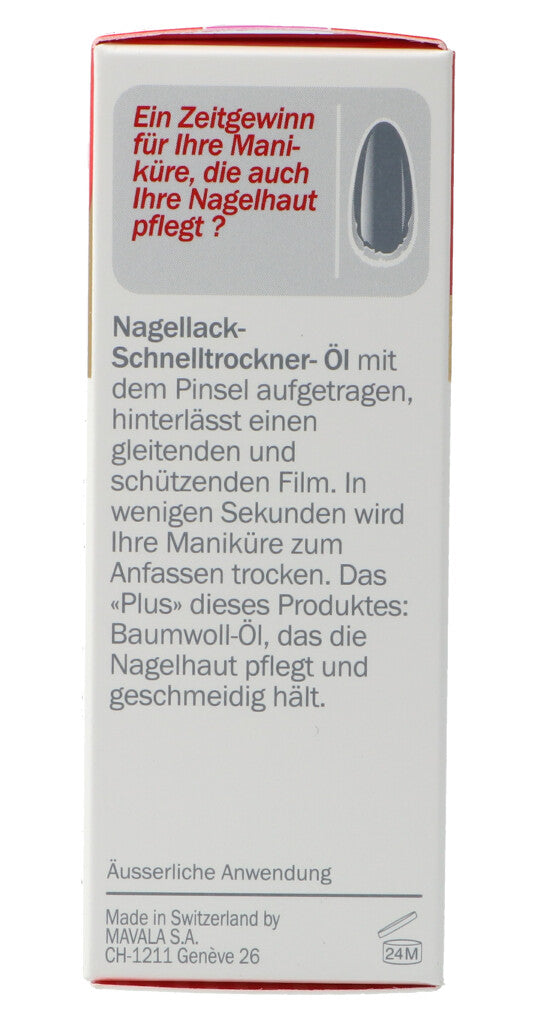 Ein Zeitgewinn
für Ihre Mani-
küre, die auch
Ihre Nagelhaut
pflegt ?
Nagellack-
Schnelltrockner- Öl mit
dem Pinsel aufgetragen,
hinterlässt einen
gleitenden und
schützenden Film. In
wenigen Sekunden wird
Ihre Maniküre zum
Anfassen trocken. Das
«Plus» dieses Produktes:
Baumwoll-Öl, das die
Nagelhaut pflegt und
geschmeidig hält.
Äusserliche Anwendung
Made in Switzerland by
MAVALA S.A.
CH-1211 Genève 26
24M